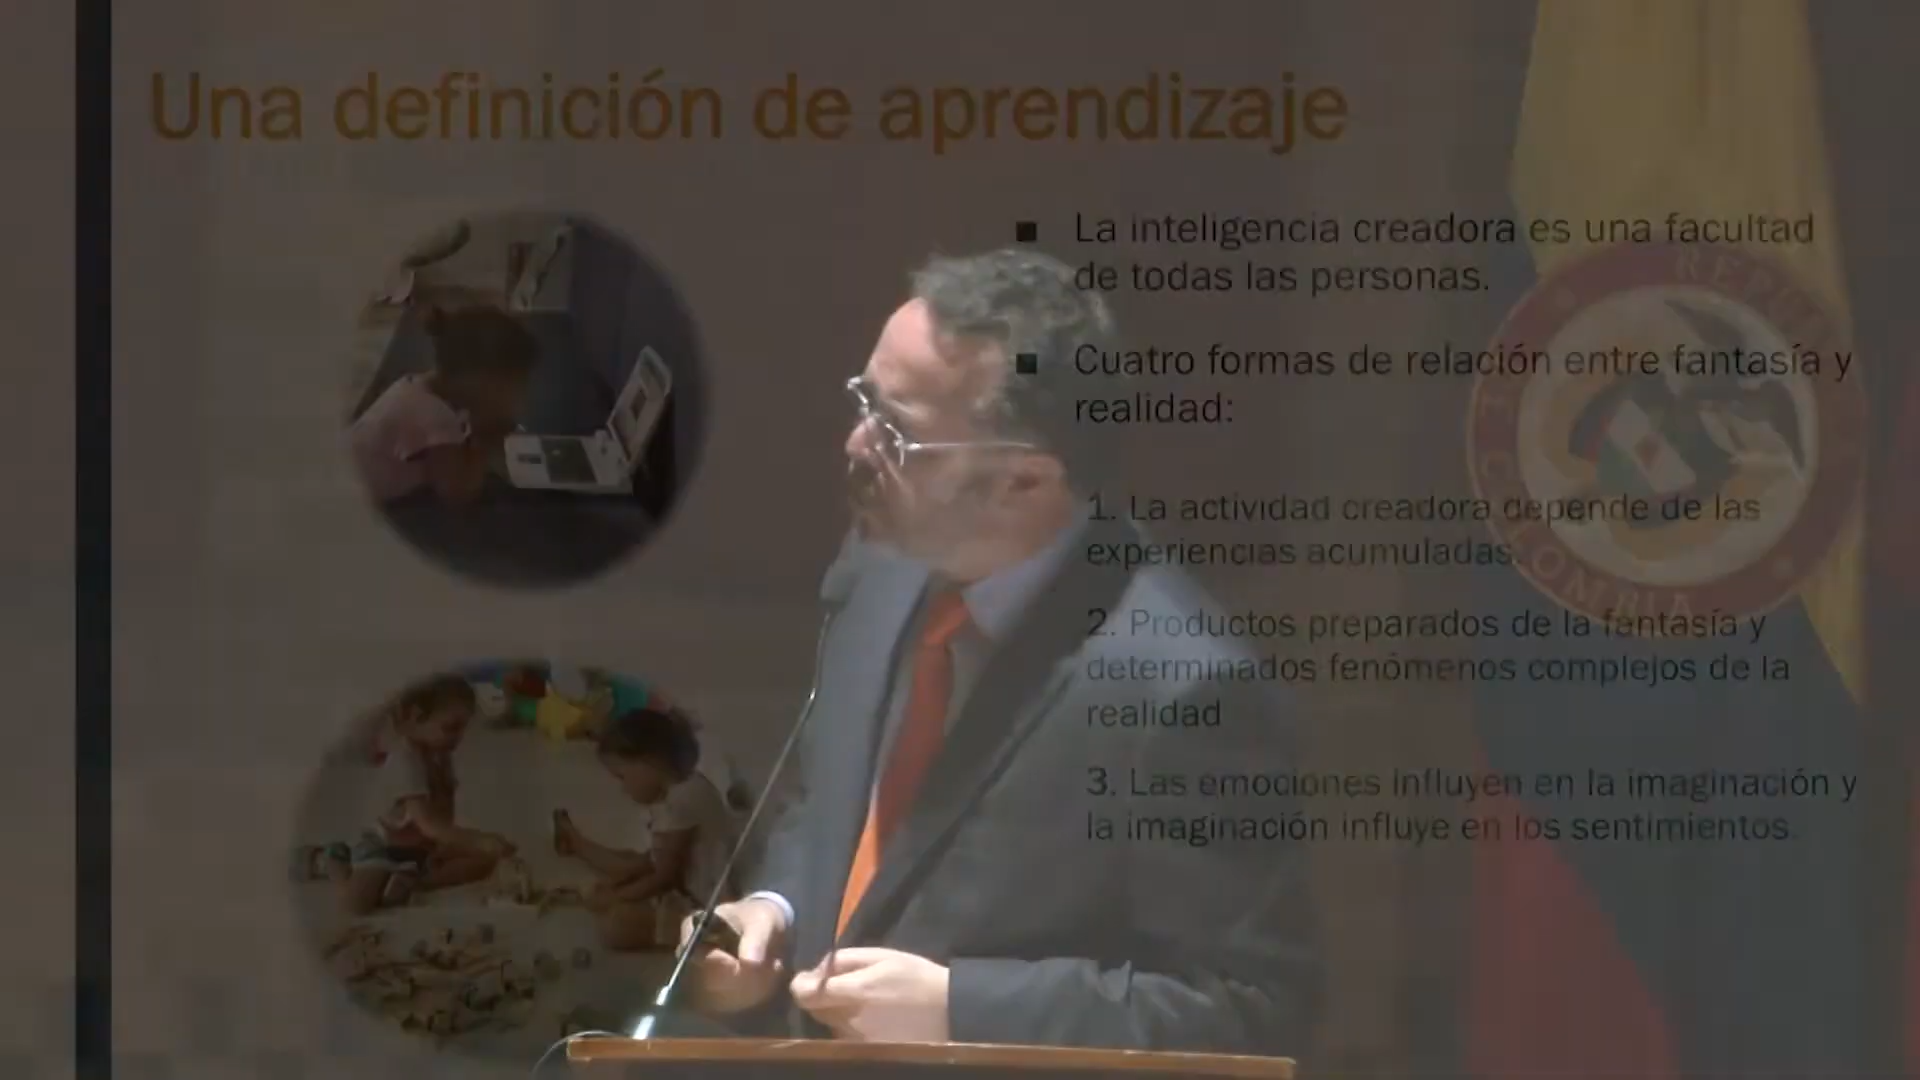 Una definición de aprendizaje
La inteligencia creadora es una facultad
de todas las personas.
Cuatro formas de relación entre fantasía y
realidad:
1. La actividad creadora depende de las
experiencias acumuladas.
2. Productos preparados de la fantasía y
determinados fenómenos complejos de la
realidad
3. Las emociones influyen en la imaginación y
la imaginación influye en los sentimientos.
DE COLOMBIA